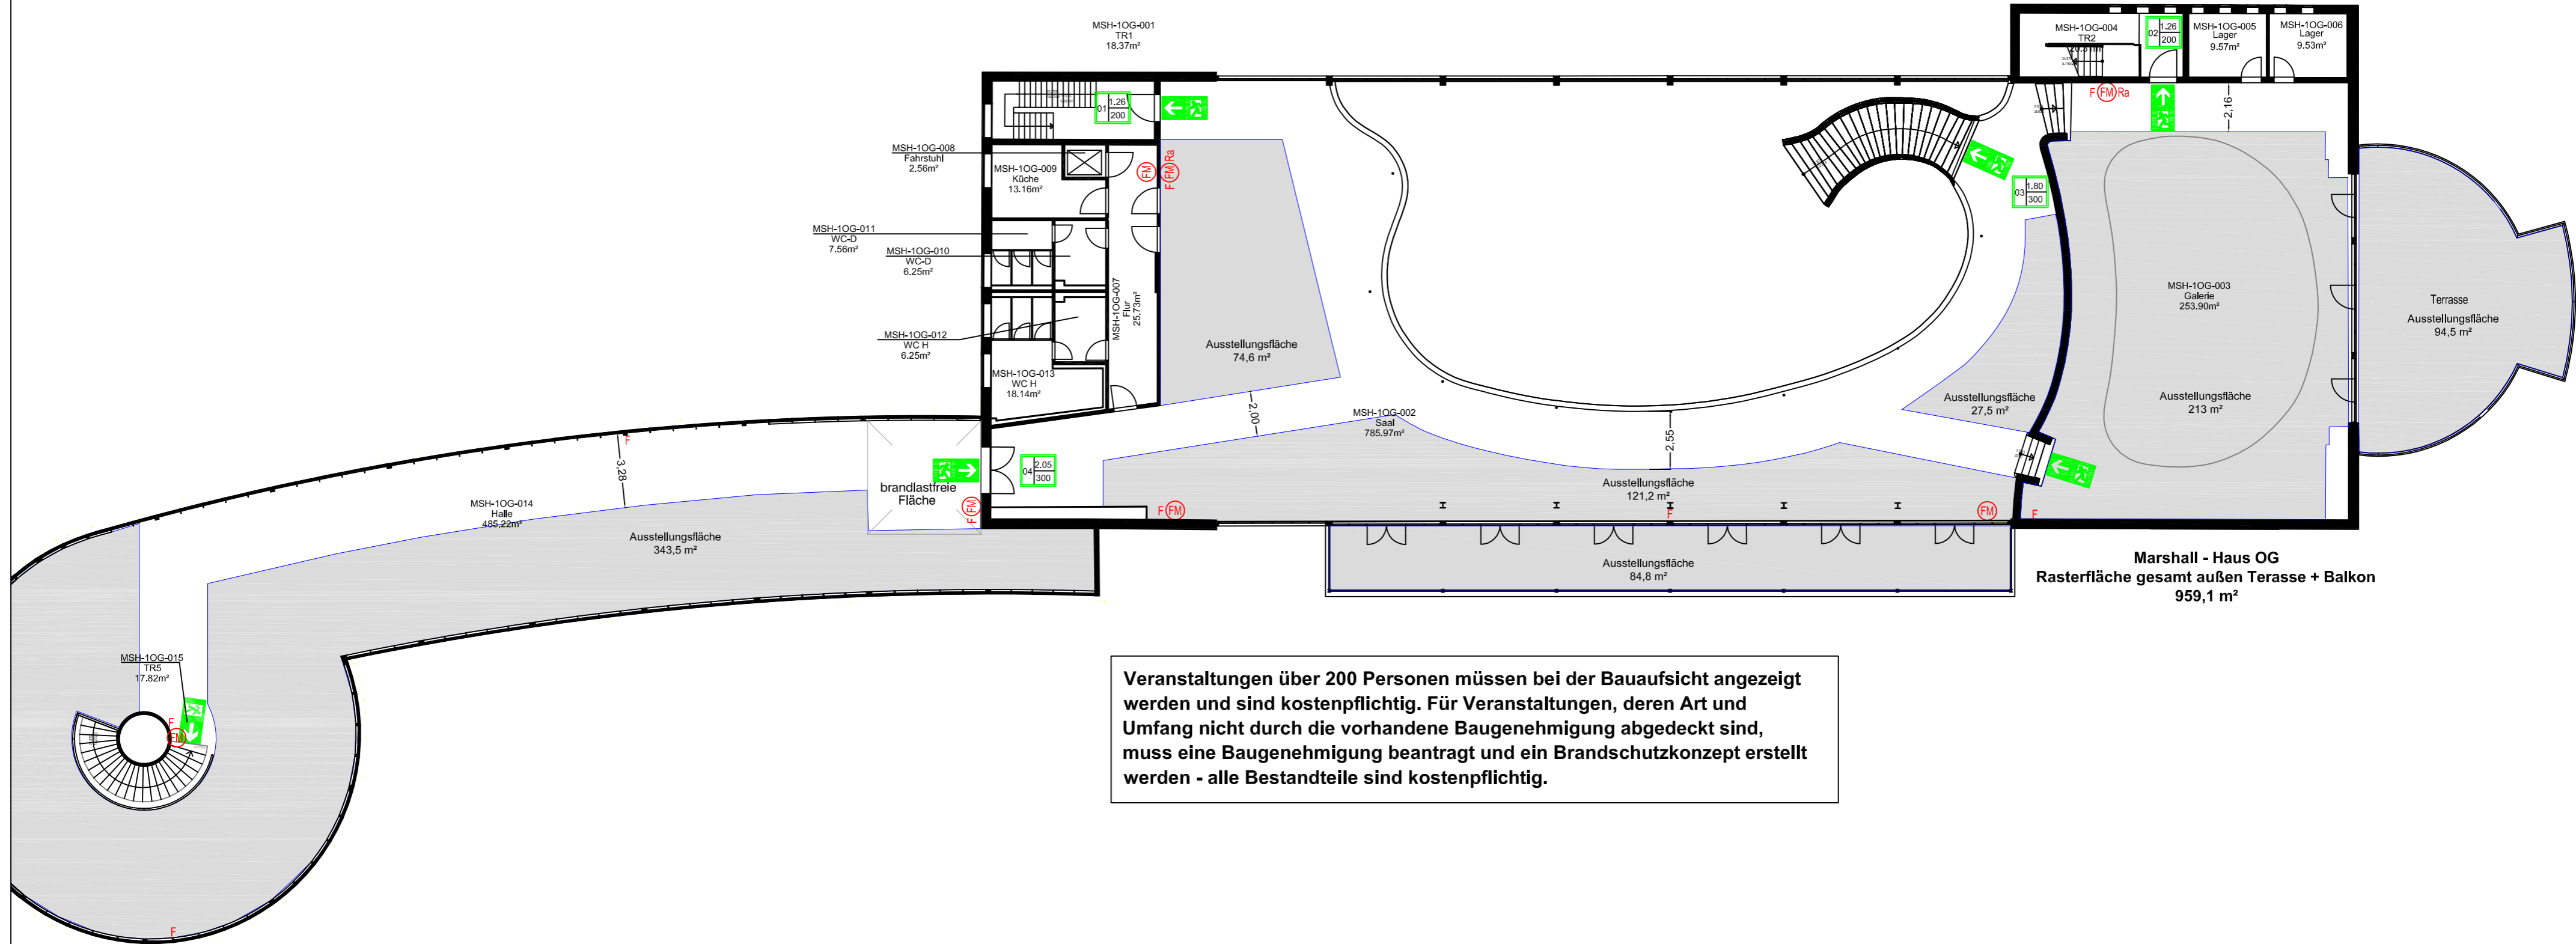 MSH-1OG-001
TR1
18.37m²
MSH-1OG-004
TR2
02
1.26
200
MSH-1OG-005
Lager
9.57m²
MSH-1OG-006
Lager
9.53m²
01
1.26
200
F FM Ra
2,16
MSH-1OG-008
Fahrstuhl
2.56m²
MSH-1OG-009
Küche
13.16m²
FM
F FM Ra
03
1.80
300
MSH-1OG-011
WC-D
7.56m²
MSH-1OG-010
WC-D
6.25m²
MSH-1OG-007
Flur
25,73m²
MSH-1OG-012
WC H
6.25m²
MSH-1OG-013
WC H
18.14m²
Ausstellungsfläche
74,6 m²
MSH-1OG-003
Galerie
253.90m²
Terrasse
Ausstellungsfläche
94,5 m²
Ausstellungsfläche
27,5 m²
Ausstellungsfläche
213 m²
2,00
MSH-1OG-002
Saal
785.97m²
2,55
F
3,28
04
2.05
300
brandlastfreie
Fläche
MSH-1OG-014
Halle
485,22m²
F FM
F FM
Ausstellungsfläche
121,2 m²
F
FM
F
Ausstellungsfläche
343,5 m²
Ausstellungsfläche
84,8 m²
Marshall - Haus OG
Rasterfläche gesamt außen Terasse + Balkon
959,1 m²
MSH-1OG-015
TR5
17.82m²
F
FM
F
Veranstaltungen über 200 Personen müssen bei der Bauaufsicht angezeigt
werden und sind kostenpflichtig. Für Veranstaltungen, deren Art und
Umfang nicht durch die vorhandene Baugenehmigung abgedeckt sind,
muss eine Baugenehmigung beantragt und ein Brandschutzkonzept erstellt
werden - alle Bestandteile sind kostenpflichtig.